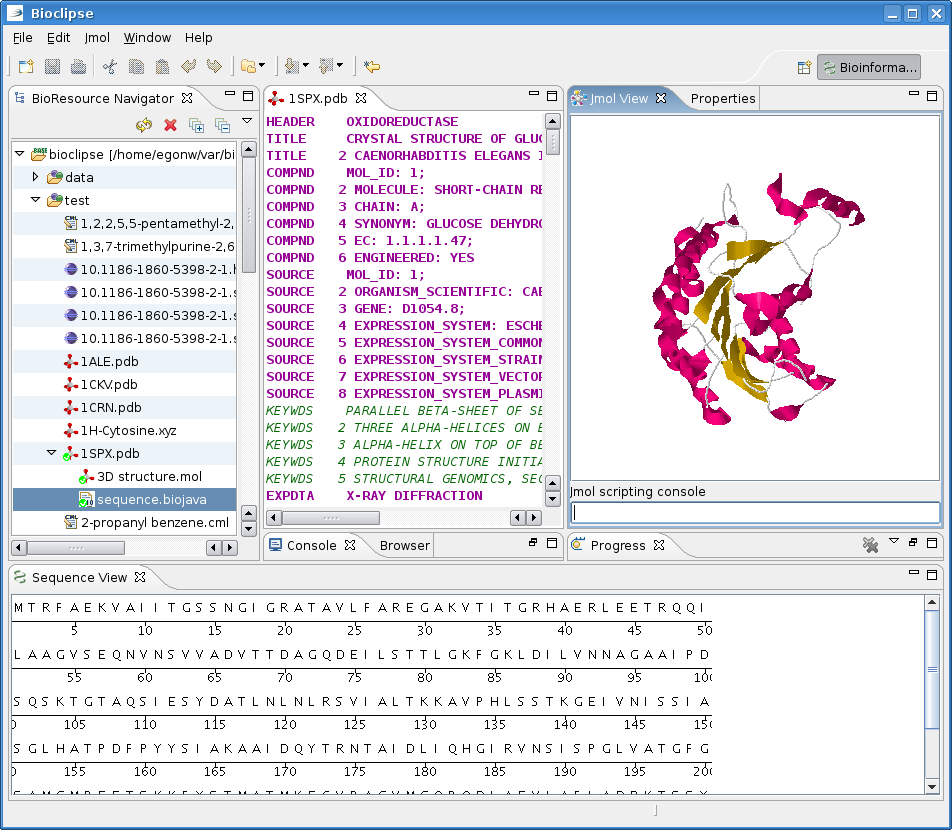 Bioclipse
File Edit Jmol Window Help
Bioinforma...
BioResource Navigator
bioclipse [/home/egonw/var/bi
data
test
1,2,2,5,5-pentamethyl-2,
1,3,7-trimethylpurine-2,6
10.1186-1860-5398-2-1.
10.1186-1860-5398-2-1.s
10.1186-1860-5398-2-1.s
10.1186-1860-5398-2-1.s
1ALE.pdb
1CKV.pdb
1CRN.pdb
1H-Cytosine.xyz
1SPX.pdb
3D structure.mol
sequence.biojava
2-propanyl benzene.cml
1SPX.pdb
HEADER OXIDOREDUCTASE
TITLE CRYSTAL STRUCTURE OF GLUC
TITLE 2 CAENORHABDITIS ELEGANS
COMPND MOL_ID: 1;
COMPND 2 MOLECULE: SHORT-CHAIN RE
COMPND 3 CHAIN: A;
COMPND 4 SYNONYM: GLUCOSE DEHYDRO
COMPND 5 EC: 1.1.1.1.47;
COMPND 6 ENGINEERED: YES
SOURCE MOL_ID: 1;
SOURCE 2 ORGANISM_SCIENTIFIC: CAE
SOURCE 3 GENE: D1054.8;
SOURCE 4 EXPRESSION_SYSTEM: ESCHE
SOURCE 5 EXPRESSION_SYSTEM_COMMON
SOURCE 6 EXPRESSION_SYSTEM_STRAIN
SOURCE 7 EXPRESSION_SYSTEM_VECTOR
SOURCE 8 EXPRESSION_SYSTEM_PLASMI
KEYWDS PARALLEL BETA-SHEET OF SE
KEYWDS 2 THREE ALPHA-HELICES ON E
KEYWDS 3 ALPHA-HELIX ON TOP OF BE
KEYWDS 4 PROTEIN STRUCTURE INITIA
KEYWDS 5 STRUCTURAL GENOMICS, SEC
EXPDTA X-RAY DIFFRACTION
Jmol View Properties
Jmol scripting console
Console Browser
Progress
Sequence View
M T R F A E K V A I I T G S S N G I G R A T A V L F A R E G A K V T I T G R H A E R L E E T R Q Q I
5 10 15 20 25 30 35 40 45 50
L A A G V S E Q N V N S V V A D V T T D A G Q D E I L S T T L G K F G K L D I L V N N A G A A I P D
55 60 65 70 75 80 85 90 95 100
S Q S K T G T A Q S I E S Y D A T L N L N L R S V I A L T K K A V P H L S S T K G E I V N I S S I A
105 110 115 120 125 130 135 140 145 150
S G L H A T P D F P Y Y S I A K A A I D Q Y T R N T A I D L I Q H G I R V N S I S P G L V A T G F G
155 160 165 170 175 180 185 190 195 200